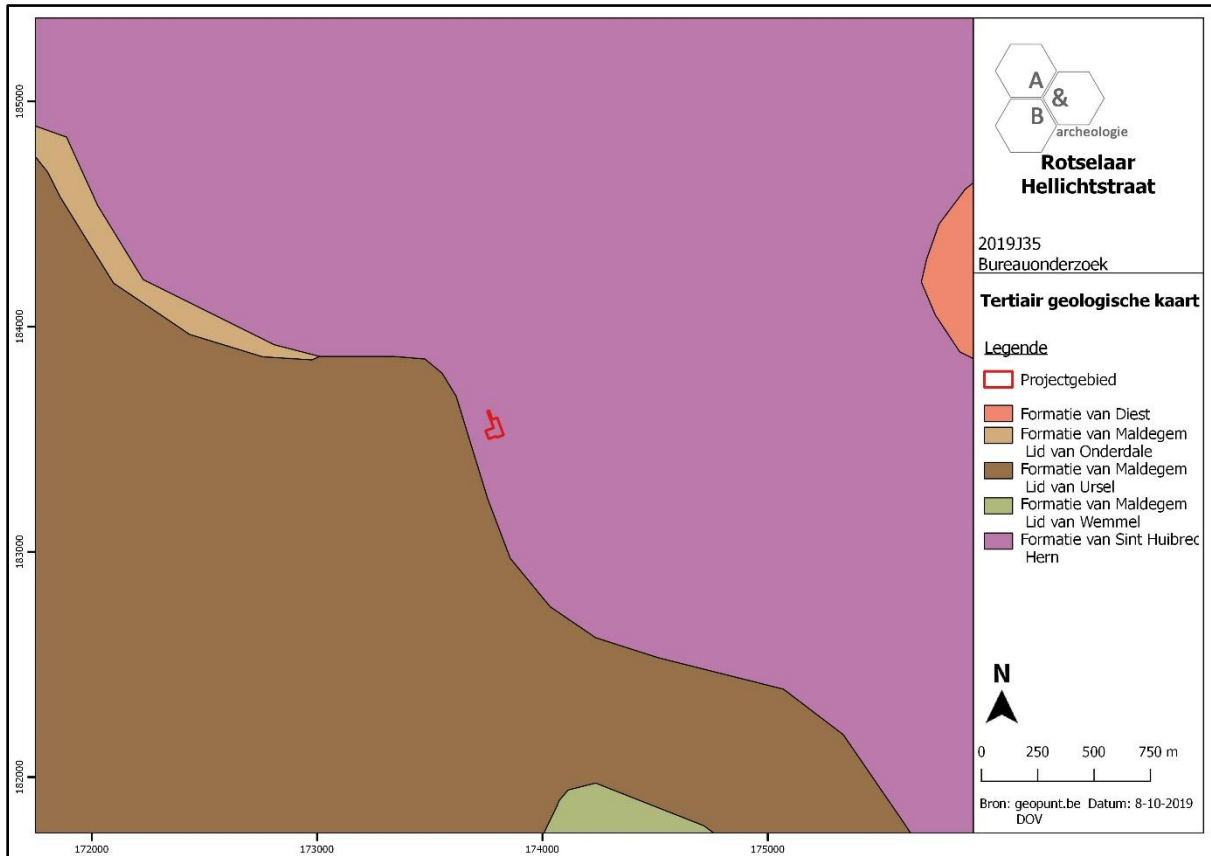 A
&
B
archeologie
Rotselaar
Hellichtstraat
2019J35
Bureauonderzoek
Tertiair geologische kaart
Legende
Projectgebied
Formatie van Diest
Formatie van Maldegem
Lid van Onderdale
Formatie van Maldegem
Lid van Ursel
Formatie van Maldegem
Lid van Wemmel
Formatie van Sint Huibrec
Hern
N
0 250 500 750 m
Bron: geopunt.be Datum: 8-10-2019
DOV
185000
184000
183000
182000
172000 173000 174000 175000